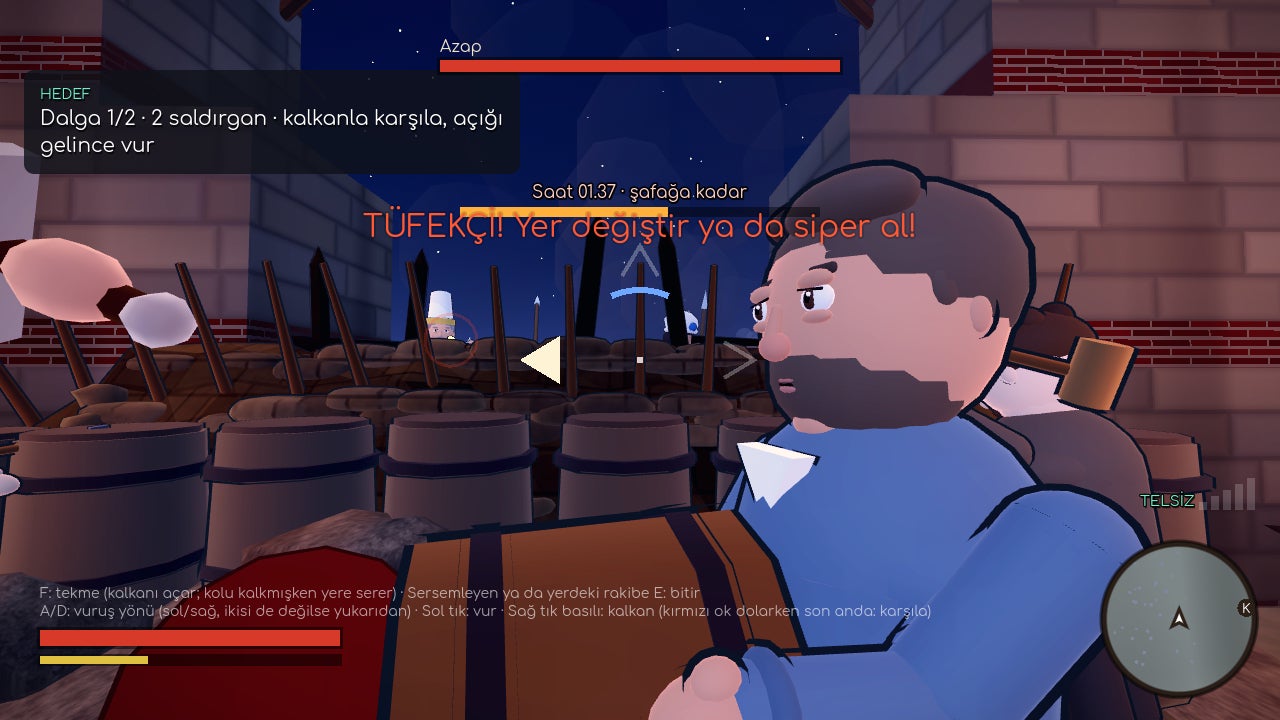 Azap
HEDEF
Dalga 1/2 · 2 saldırgan · kalkanla karşıla, açığı
gelince vur
Saat 01.37 · şafağa kadar
TÜFEKÇİ! Yer değiştir ya da siper al!
TELSİZ
K
F: tekme (kalkanı açar; kolu kalkmışken yere serer) · Sersemleyen ya da yerdeki rakibe E: bitir
A/D: vuruş yönü (sol/sağ, ikisi de değilse yukarıdan) · Sol tık: vur · Sağ tık basılı: kalkan (kırmızı ok dolarken son anda: karşıla)